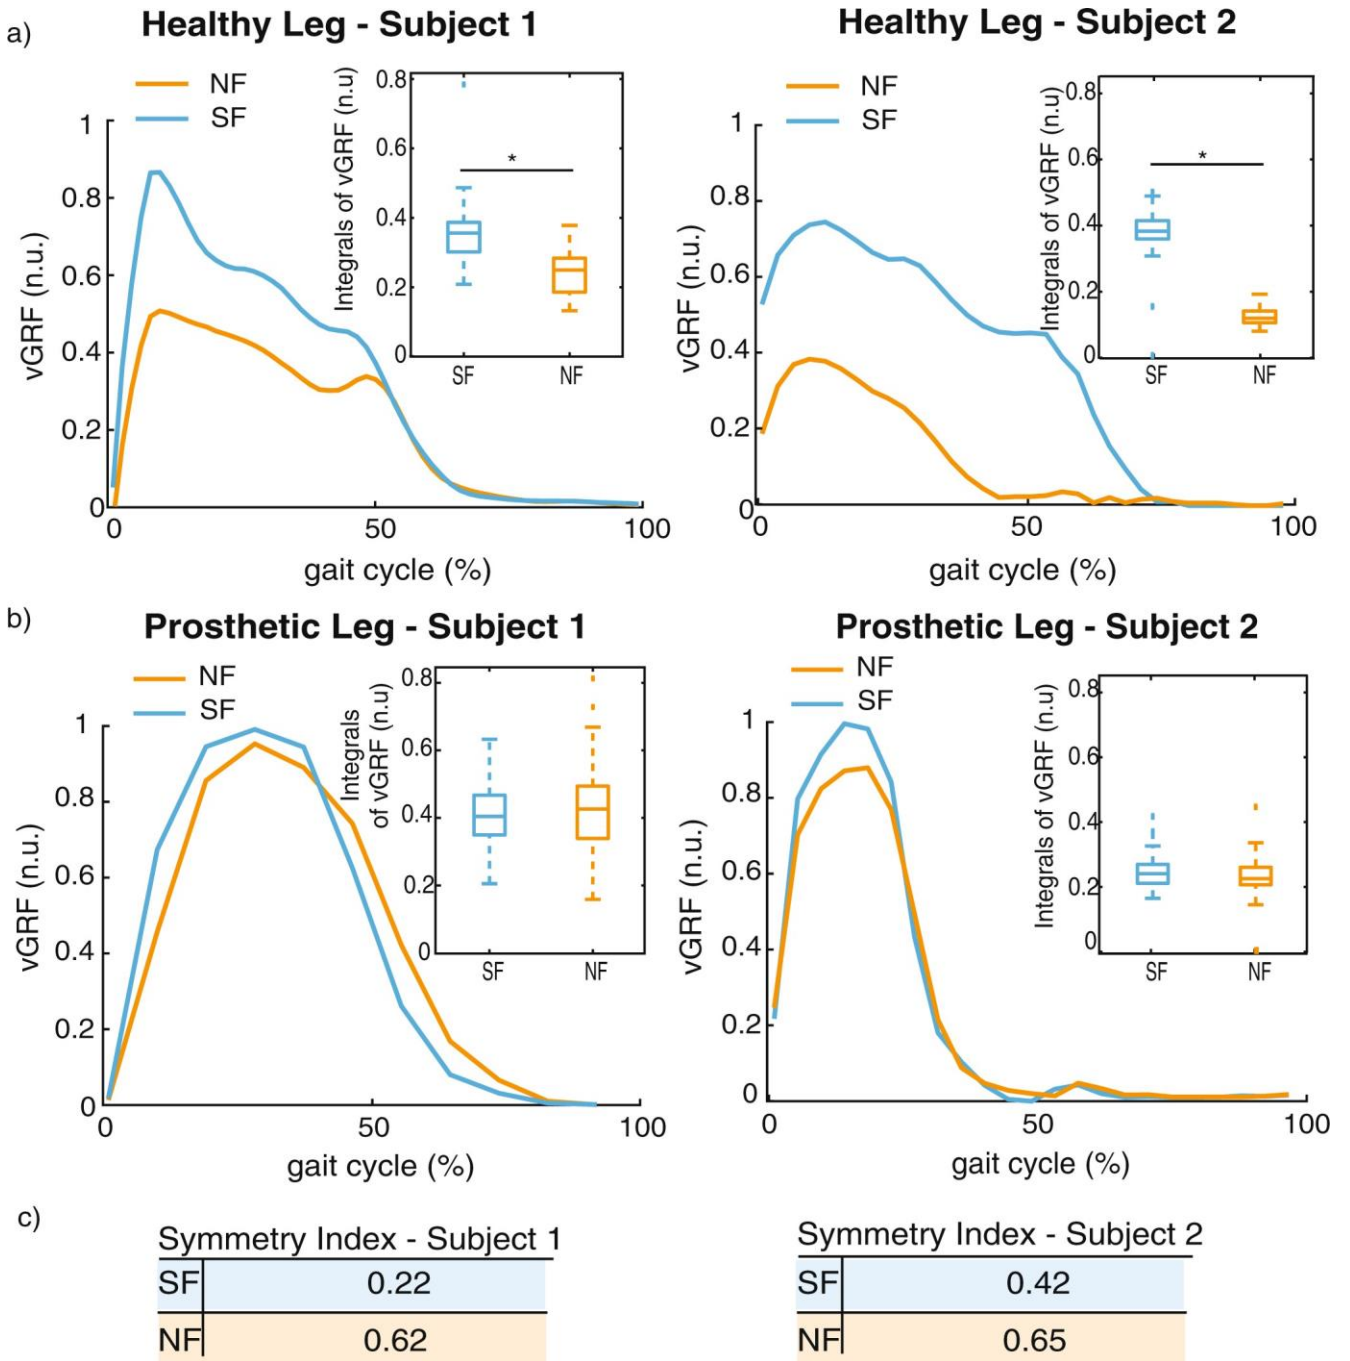 a)
Healthy Leg - Subject 1
NF
SF
1
0.8
0.6
0.4
0.2
0
vGRF (n.u.)
0 50 100
gait cycle (%)
Integrals of vGRF (n.u)
0.8
0.6
0.4
0.2
0
*
SF NF
Healthy Leg - Subject 2
NF
SF
1
0.8
0.6
0.4
0.2
0
vGRF (n.u.)
0 50 100
gait cycle (%)
Integrals of vGRF (n.u)
0.8
0.6
0.4
0.2
0
*
SF NF
b)
Prosthetic Leg - Subject 1
NF
SF
1
0.8
0.6
0.4
0.2
0
vGRF (n.u.)
0 50 100
gait cycle (%)
Integrals
of vGRF (n.u)
0.8
0.6
0.4
0.2
0
SF NF
Prosthetic Leg - Subject 2
NF
SF
1
0.8
0.6
0.4
0.2
0
vGRF (n.u.)
0 50 100
gait cycle (%)
Integrals of vGRF (n.u)
0.8
0.6
0.4
0.2
0
SF NF
c)
Symmetry Index - Subject 1
SF 0.22
NF 0.62
Symmetry Index - Subject 2
SF 0.42
NF 0.65